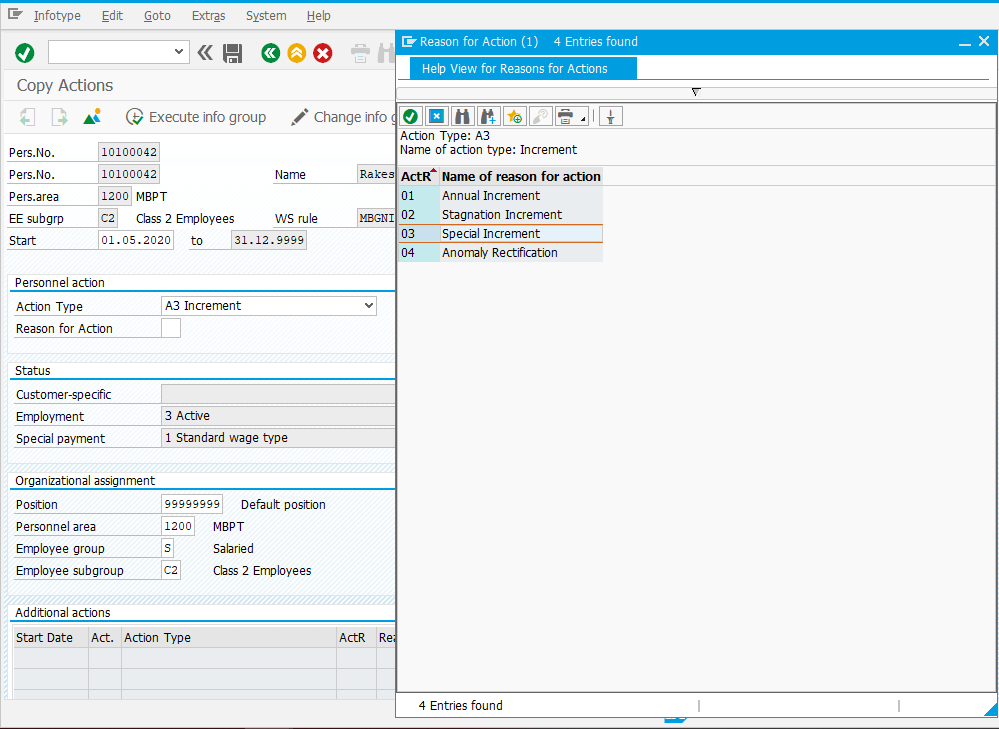 Infotype Edit Goto Extras System Help
Copy Actions
Execute info group Change info
Pers.No. 10100042
Pers.No. 10100042 Name Rakes
Pers.area 1200 MBPT
EE subgrp C2 Class 2 Employees WS rule MBGNI
Start 01.05.2020 to 31.12.9999
Personnel action
Action Type A3 Increment
Reason for Action
Status
Customer-specific
Employment 3 Active
Special payment 1 Standard wage type
Organizational assignment
Position 99999999 Default position
Personnel area 1200 MBPT
Employee group S Salaried
Employee subgroup C2 Class 2 Employees
Additional actions
Start Date Act. Action Type ActR Rea
Reason for Action (1) 4 Entries found
Help View for Reasons for Actions
Action Type: A3
Name of action type: Increment
ActR Name of reason for action
01 Annual Increment
02 Stagnation Increment
03 Special Increment
04 Anomaly Rectification
4 Entries found